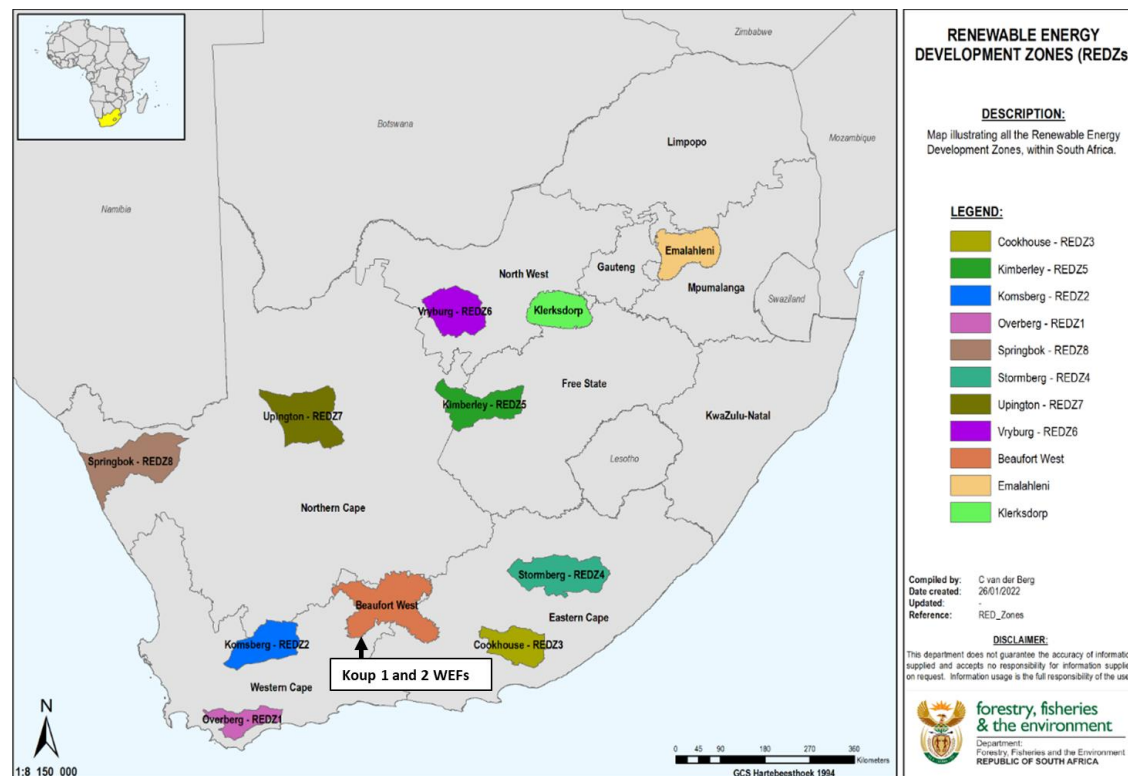 Zimbabwe
Botswana
Mozambique
Limpopo
Namibia
Emalahleni
North West
Gauteng
Mpumalanga
Swaziland
Vryburg - REDZ6
Klerksdorp
Free State
Upington - REDZ7
Kimberley - REDZ5
KwaZulu-Natal
Springbok - REDZ8
Lesotho
Northern Cape
Stormberg - REDZ4
Beaufort West
Eastern Cape
Komsberg - REDZ2
Cookhouse - REDZ3
Koup 1 and 2 WEFs
Western Cape
Overberg - REDZ1
N
1:8 150 000
0 45 90 180 270 360
Kilometers
GCS Hartebeesthoek 1994
RENEWABLE ENERGY
DEVELOPMENT ZONES (REDZs
DESCRIPTION:
Map illustrating all the Renewable Energy
Development Zones, within South Africa.
LEGEND:
Cookhouse - REDZ3
Kimberley - REDZ5
Komsberg - REDZ2
Overberg - REDZ1
Springbok - REDZ8
Stormberg - REDZ4
Upington - REDZ7
Vryburg - REDZ6
Beaufort West
Emalahleni
Klerksdorp
Compiled by: C van der Berg
Date created: 26/01/2022
Updated: -
Reference: RED_Zones
DISCLAIMER:
This department does not guarantee the accuracy of informatio
supplied and accepts no responsibility for information supplie
on request. Information usage is the full responsibility of the use
forestry, fisheries
& the environment
Department:
Forestry, Fisheries and the Environment
REPUBLIC OF SOUTH AFRICA